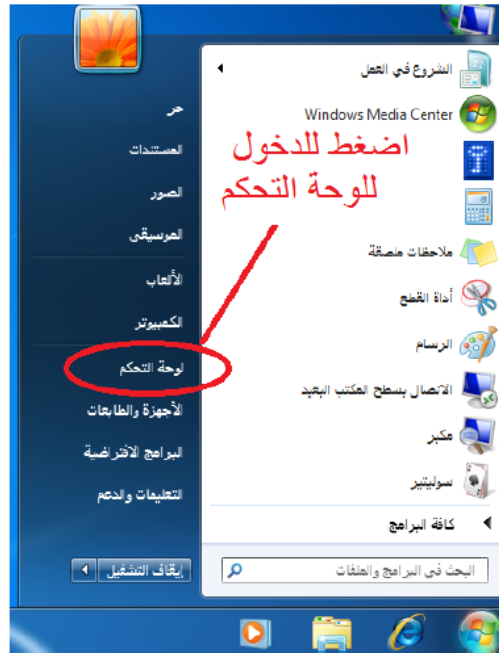 الشروع في العمل
Windows Media Center
اضغط للدخول
للوحة التحكم
ملاحظات ملصقة
أداة القطع
الرسام
الاتصال بسطح المكتب البعيد
مكبر
سوليتير
كافة البرامج
البحث في البرامج والملفات
حر
المستندات
الصور
الموسيقى
الألعاب
الكمبيوتر
لوحة التحكم
الأجهزة والطابعات
البرامج الافتراضية
التعليمات والدعم
إيقاف التشغيل